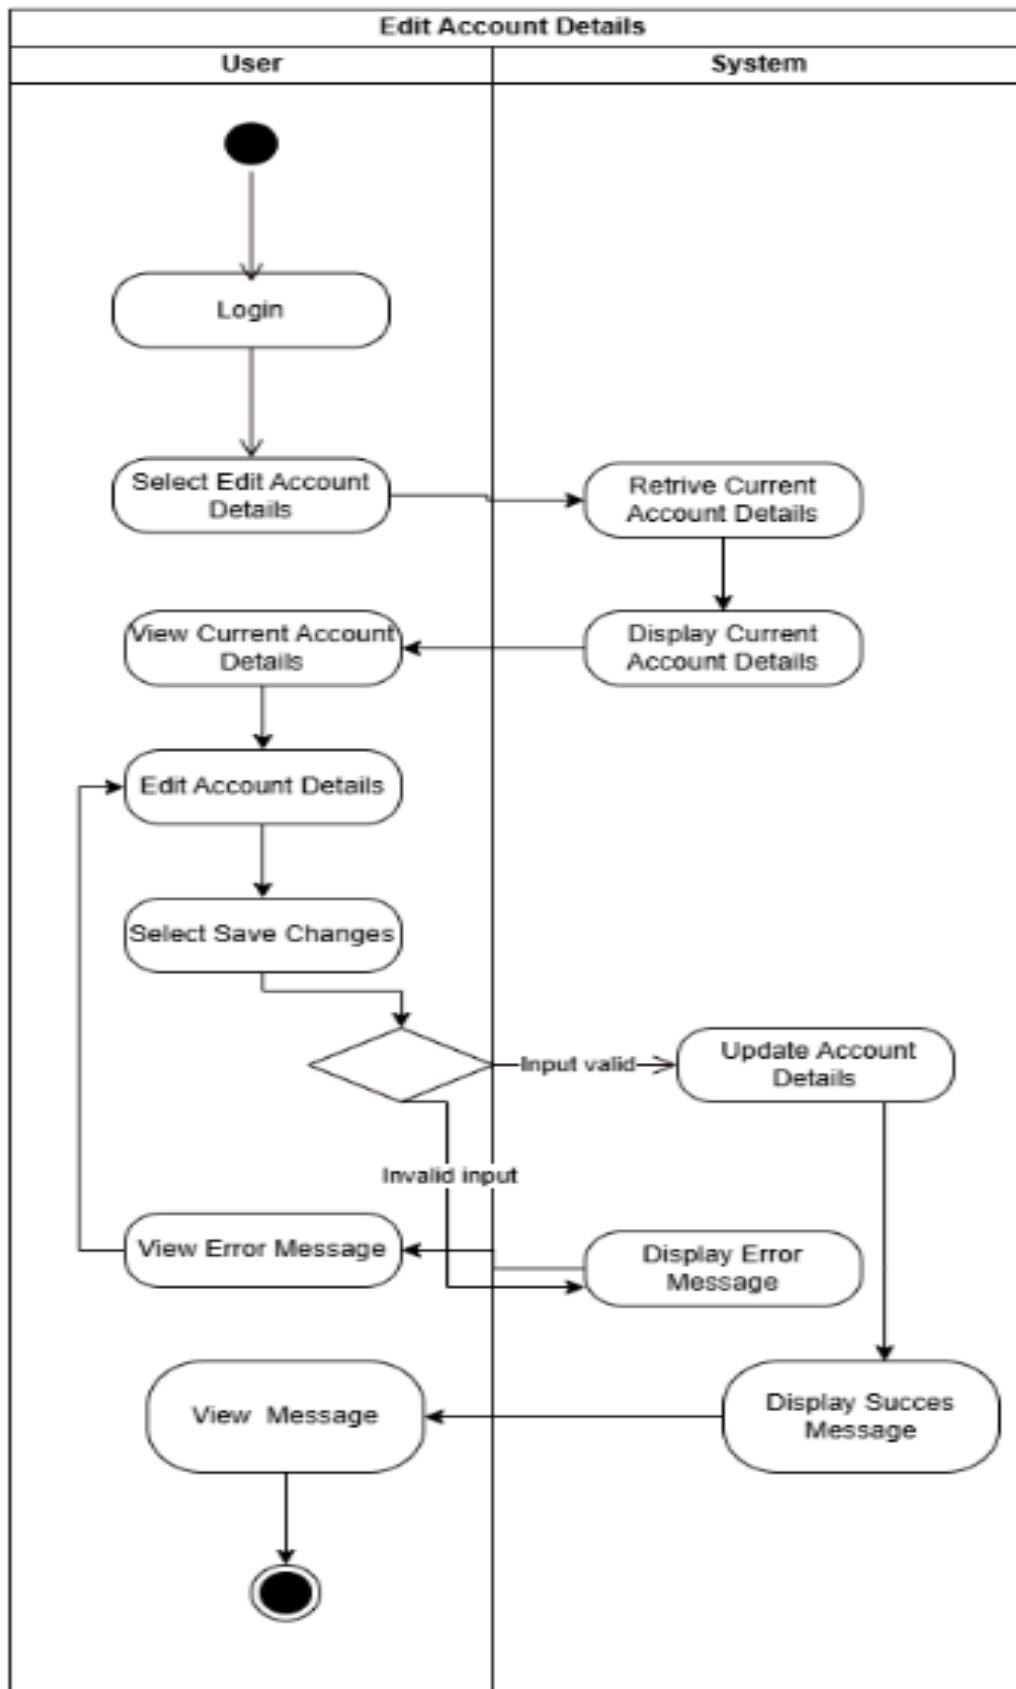 Edit Account Details
User
System
Login
Select Edit Account
Details
Retrive Current
Account Details
View Current Account
Details
Display Current
Account Details
Edit Account Details
Select Save Changes
Input valid
Update Account
Details
Invalid input
View Error Message
Display Error
Message
View Message
Display Succes
Message